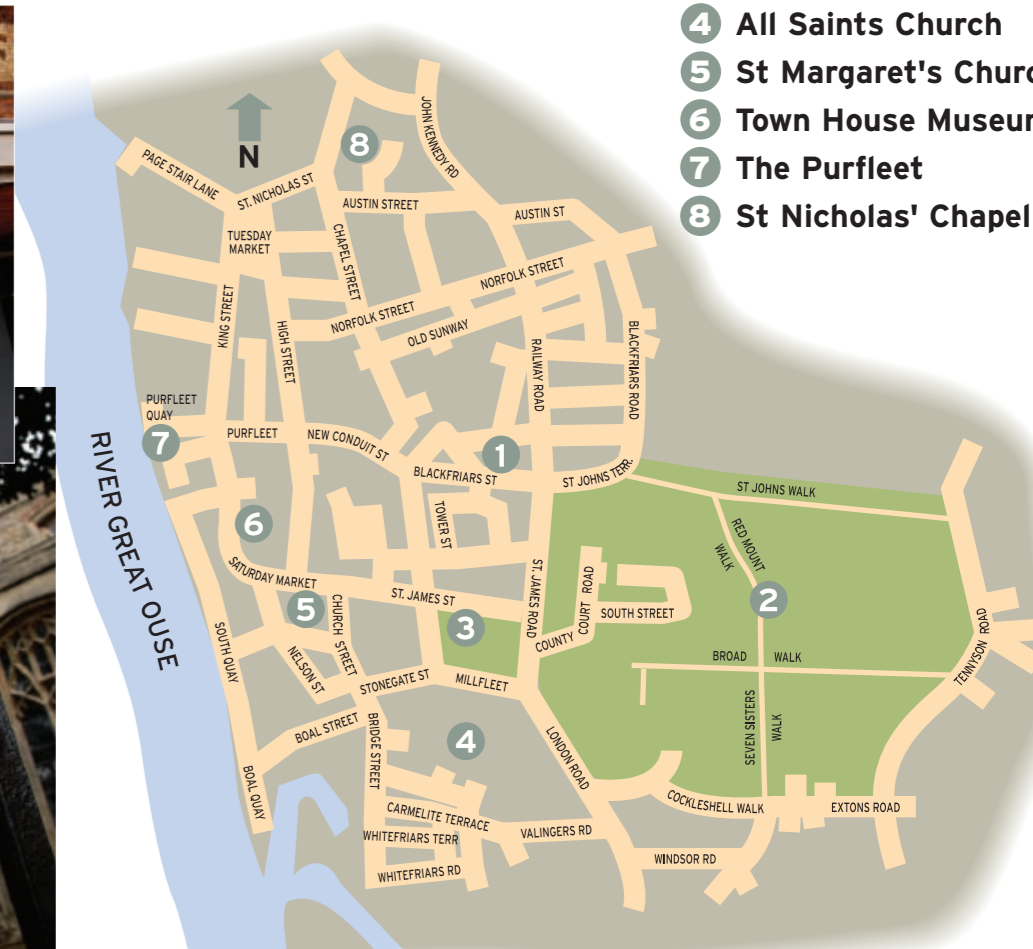 4 All Saints Church
5 St Margaret's Churc
6 Town House Museum
7 The Purfleet
8 St Nicholas' Chapel
N
8
JOHN KENNEDY RD
PAGE STAIR LANE
ST. NICHOLAS ST
AUSTIN STREET
AUSTIN ST
TUESDAY
MARKET
CHAPEL STREET
NORFOLK STREET
NORFOLK STREET
OLD SUNWAY
KING STREET
HIGH STREET
RAILWAY ROAD
BLACKFRIARS ROAD
PURFLEET
QUAY
7
PURFLEET
NEW CONDUIT ST
1
BLACKFRIARS ST
ST JOHNS TERR.
ST JOHNS WALK
RIVER GREAT OUSE
6
TOWER ST
RED MOUNT
WALK
SATURDAY MARKET
5
CHURCH STREET
ST. JAMES ST
3
ST. JAMES ROAD
COUNTY
COURT ROAD
SOUTH STREET
2
SOUTH QUAY
NELSON ST
STONEGATE ST
MILLFLEET
BROAD WALK
TENNYSON ROAD
SEVEN SISTERS
WALK
BOAL STREET
BRIDGE STREET
4
LONDON ROAD
BOAL QUAY
COCKLESHELL WALK
EXTONS ROAD
CARMELITE TERRACE
VALINGERS RD
WHITEFRIARS TERR
WINDSOR RD
WHITEFRIARS RD